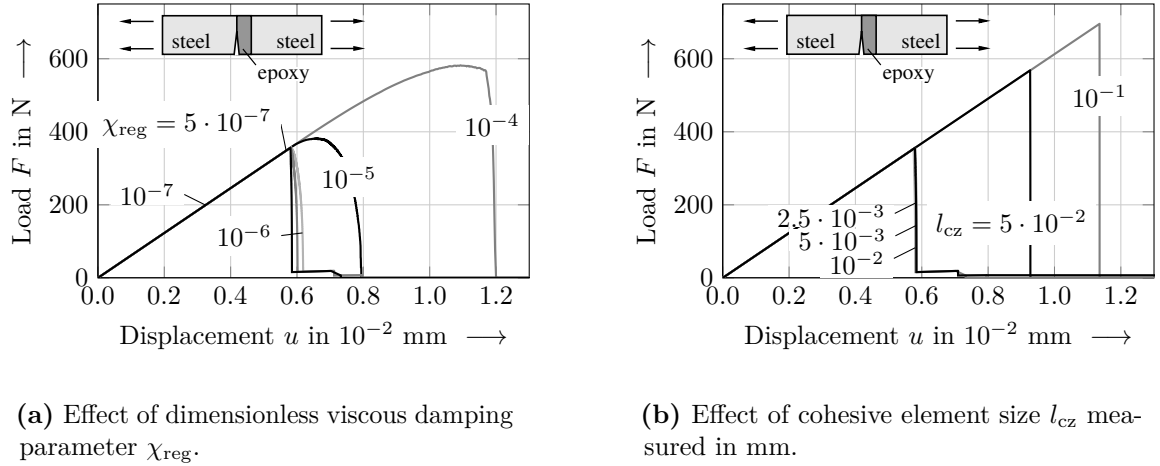 steel
steel
epoxy
600
400
200
0
Load F in N ⟶
χreg = 5 · 10⁻⁷
10⁻⁴
10⁻⁵
10⁻⁷
10⁻⁶
0.0 0.2 0.4 0.6 0.8 1.0 1.2
Displacement u in 10⁻² mm ⟶
(a) Effect of dimensionless viscous damping
parameter χreg.
steel
steel
epoxy
600
400
200
0
Load F in N ⟶
10⁻¹
2.5 · 10⁻³
lcz = 5 · 10⁻²
5 · 10⁻³
10⁻²
0.0 0.2 0.4 0.6 0.8 1.0 1.2
Displacement u in 10⁻² mm ⟶
(b) Effect of cohesive element size lcz mea-
sured in mm.